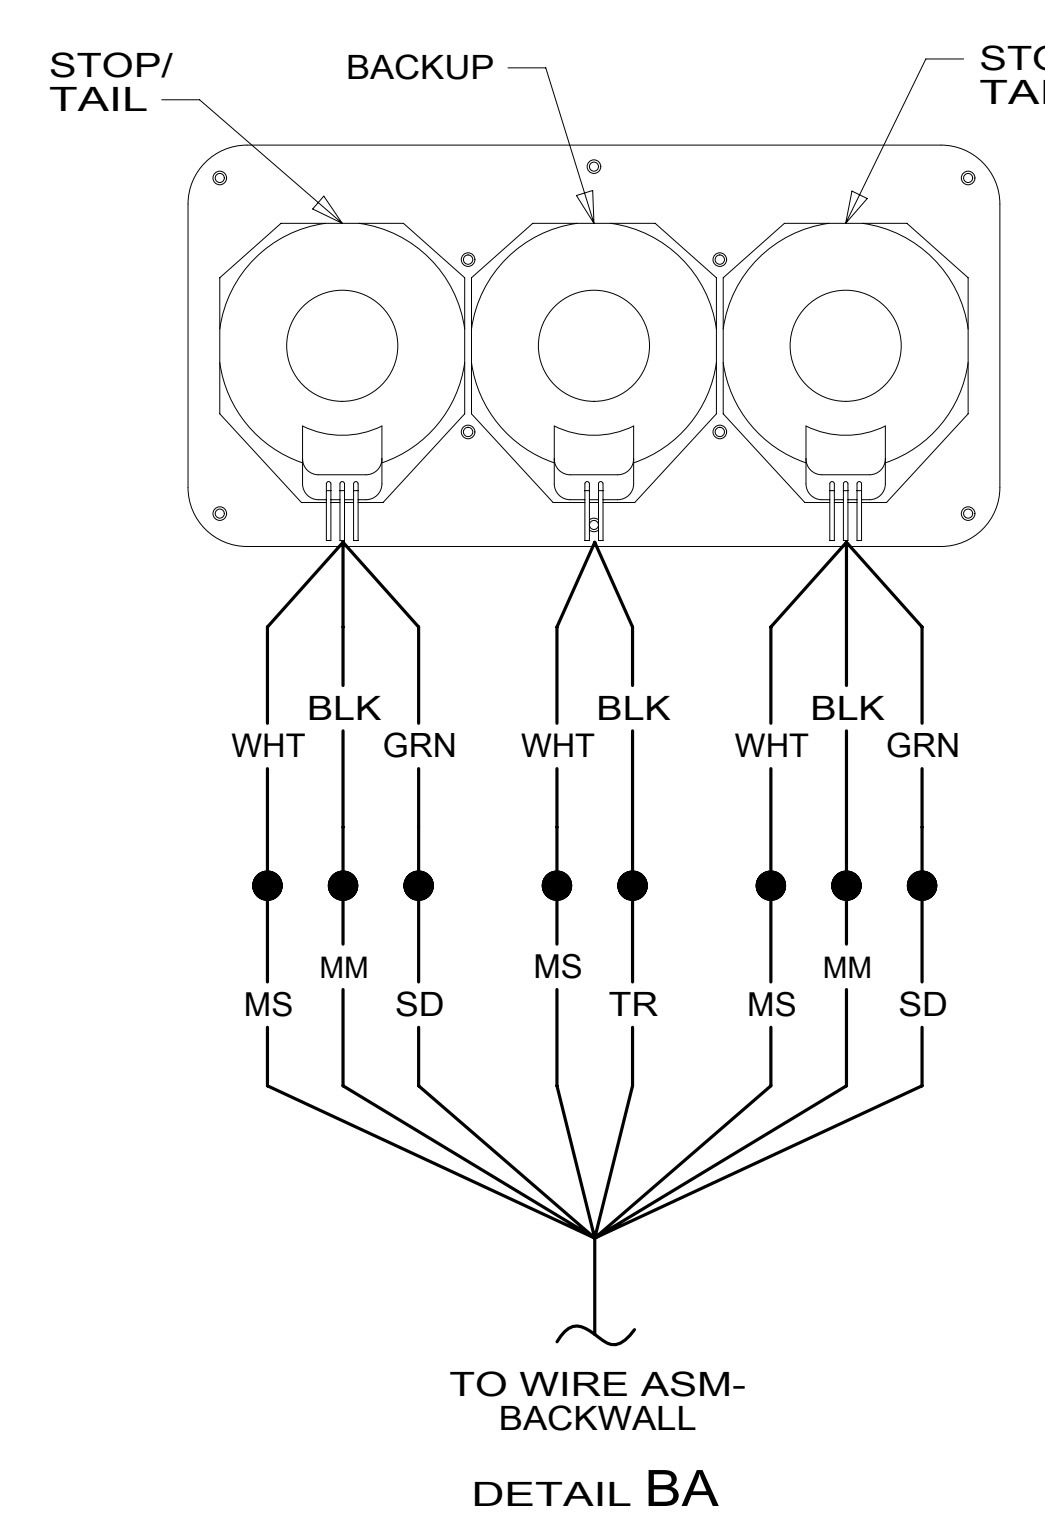 STOP/
TAIL
BACKUP
BLK
BLK
BLK
WHT
GRN
WHT
WHT
GRN
MM
MS
MM
MS
SD
TR
MS
SD
TO WIRE ASM-
BACKWALL
DETAIL BA